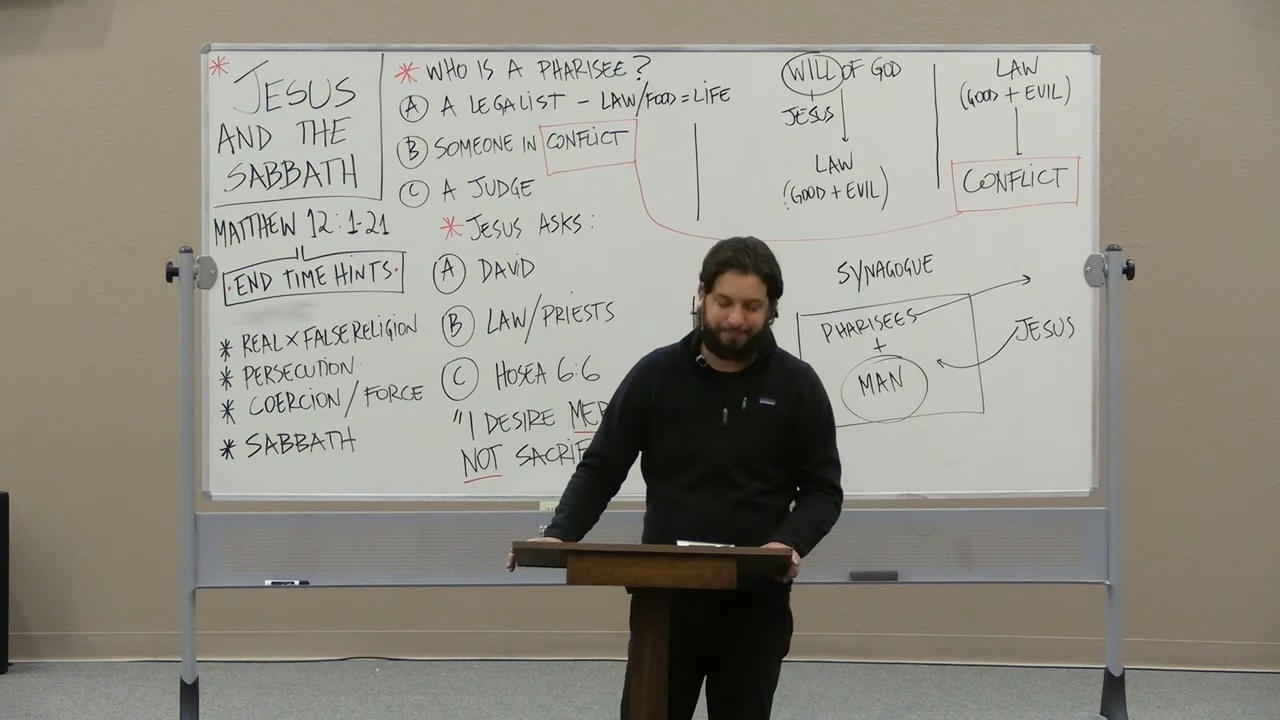 * JESUS
AND THE
SABBATH
MATTHEW 12:1-21
• END TIME HINTS •
* REAL X FALSE RELIGION
* PERSECUTION
* COERCION/FORCE
* SABBATH
* WHO IS A PHARISEE?
A A LEGALIST - LAW/FOOD = LIFE
B SOMEONE IN CONFLICT
C A JUDGE
* JESUS ASKS:
A DAVID
B LAW/PRIESTS
C HOSEA 6:6
"I DESIRE
NOT
WILL OF GOD
JESUS
LAW
(GOOD + EVIL)
LAW
(GOOD + EVIL)
CONFLICT
SYNAGOGUE
PHARISEES
+
MAN
JESUS